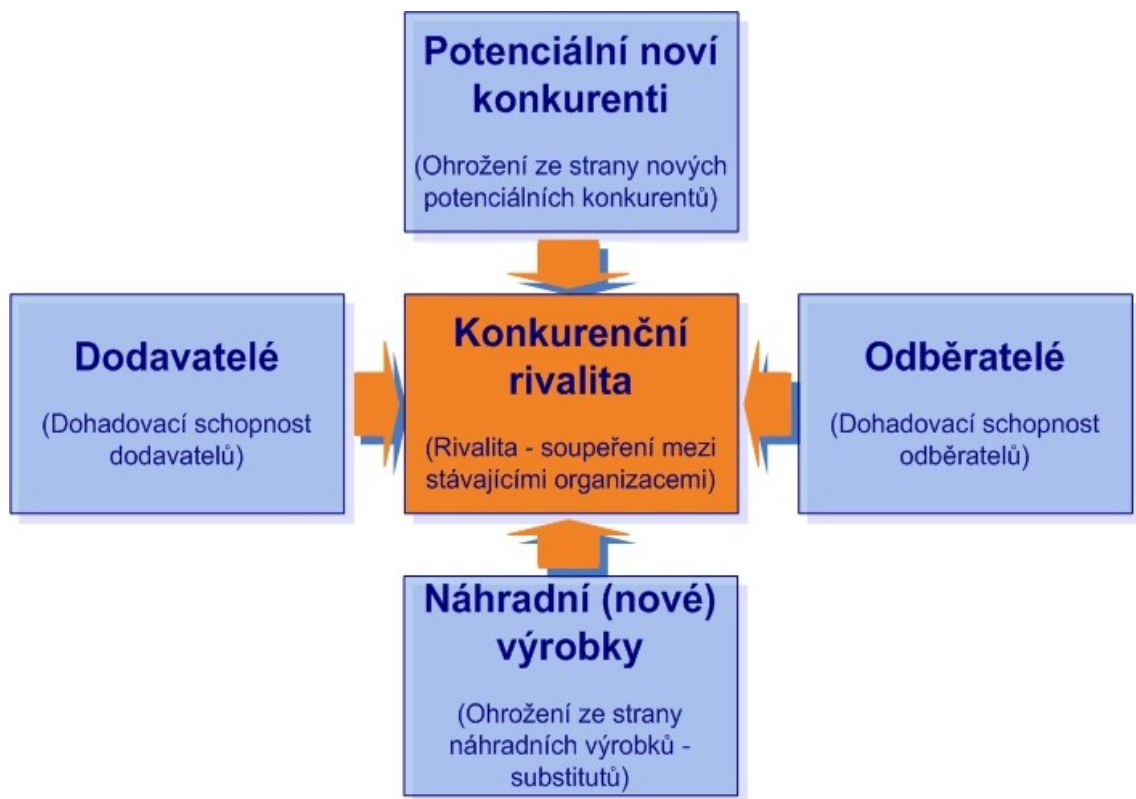 Potenciální noví
konkurenti
(Ohrožení ze strany nových
potenciálních konkurentů)
Dodavatelé
(Dohadovací schopnost
dodavatelů)
Konkurenční
rivalita
(Rivalita - soupeření mezi
stávajícími organizacemi)
Odběratelé
(Dohadovací schopnost
odběratelů)
Náhradní (nové)
výrobky
(Ohrožení ze strany
náhradních výrobků -
substitutů)